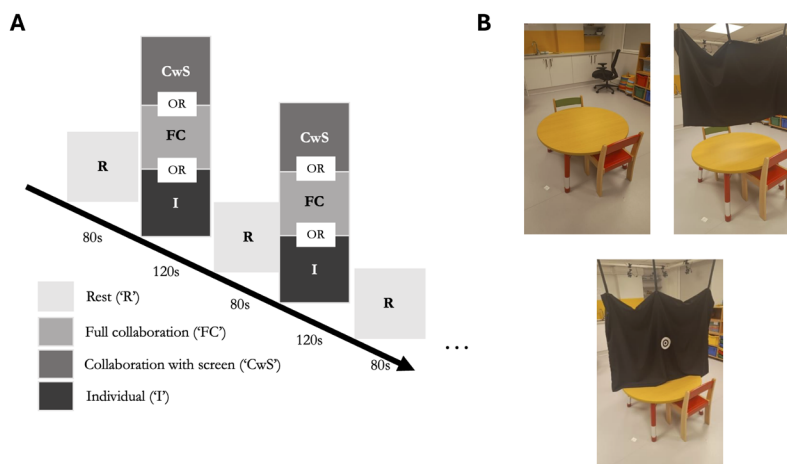 A
B
CwS
OR
FC
OR
I
R
80s
120s
CwS
OR
FC
OR
I
R
80s
120s
R
80s
...
Rest (‘R’)
Full collaboration (‘FC’)
Collaboration with screen (‘CwS’)
Individual (‘I’)